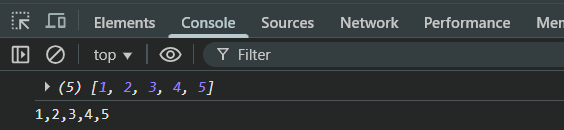 Elements Console Sources Network Performance Mem
top ▼ Filter
(5) [1, 2, 3, 4, 5]
1,2,3,4,5